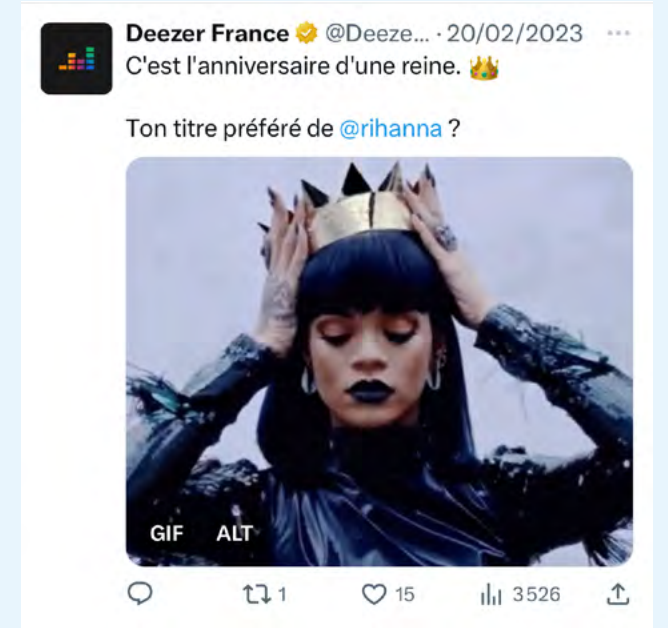 Deezer France @Deeze... · 20/02/2023
C'est l'anniversaire d'une reine.
Ton titre préféré de @rihanna ?
GIF ALT
1 15 3526